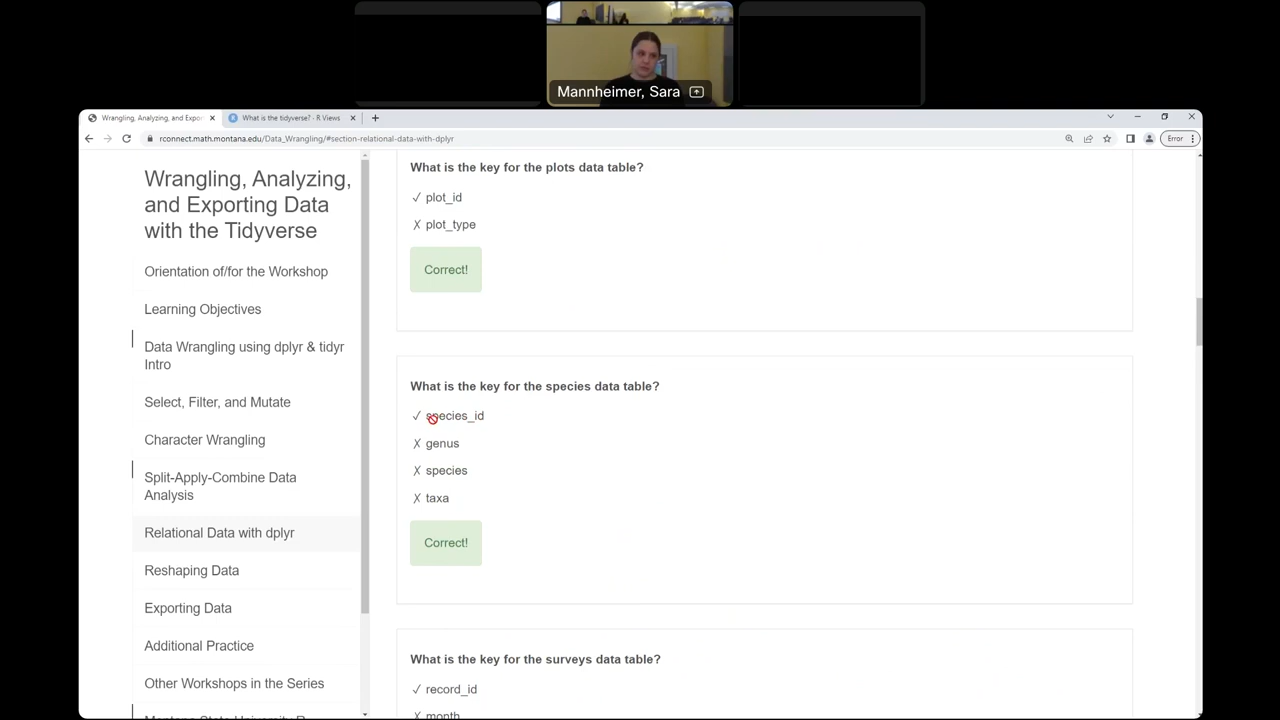 Mannheimer, Sara
Wrangling, Analyzing, and Expor
What is the tidyverse? · R Views
rconnect.math.montana.edu/Data_Wrangling/#section-relational-data-with-dplyr
Error
Wrangling, Analyzing,
and Exporting Data
with the Tidyverse
Orientation of/for the Workshop
Learning Objectives
Data Wrangling using dplyr & tidyr
Intro
Select, Filter, and Mutate
Character Wrangling
Split-Apply-Combine Data
Analysis
Relational Data with dplyr
Reshaping Data
Exporting Data
Additional Practice
Other Workshops in the Series
Montana State University R
What is the key for the plots data table?
✓ plot_id
✗ plot_type
Correct!
What is the key for the species data table?
✓ species_id
✗ genus
✗ species
✗ taxa
Correct!
What is the key for the surveys data table?
✓ record_id
✗ month